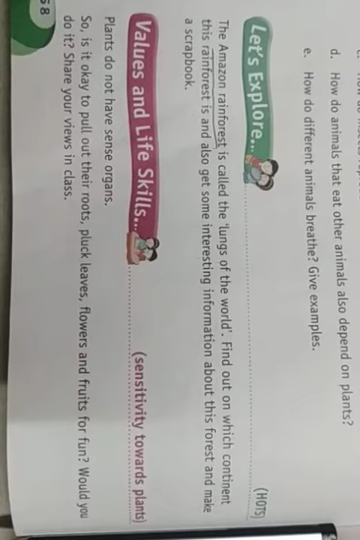 d. How do animals that eat other animals also depend on plants?
e. How do different animals breathe? Give examples.
Let's Explore... (HOTS)
The Amazon rainforest is called the 'lungs of the world'. Find out on which continent
this rainforest is and also get some interesting information about this forest and make
a scrapbook.
Values and Life Skills... (sensitivity towards plants)
Plants do not have sense organs.
So, is it okay to pull out their roots, pluck leaves, flowers and fruits for fun? Would you
do it? Share your views in class.
68